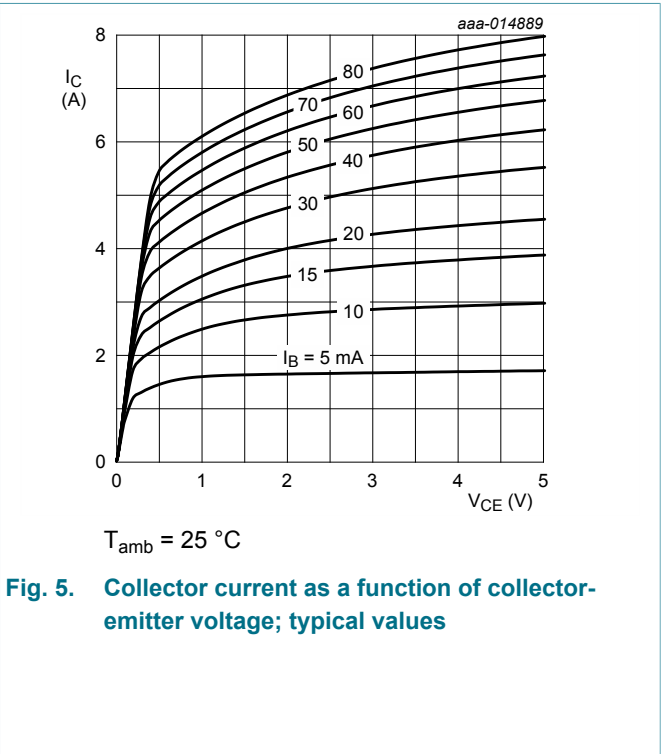 aaa-014889
8
I_C
(A)
6
4
2
0
80
70
60
50
40
30
20
15
10
I_B = 5 mA
0 1 2 3 4 5
V_CE (V)
T_amb = 25 °C
Fig. 5. Collector current as a function of collector-
emitter voltage; typical values